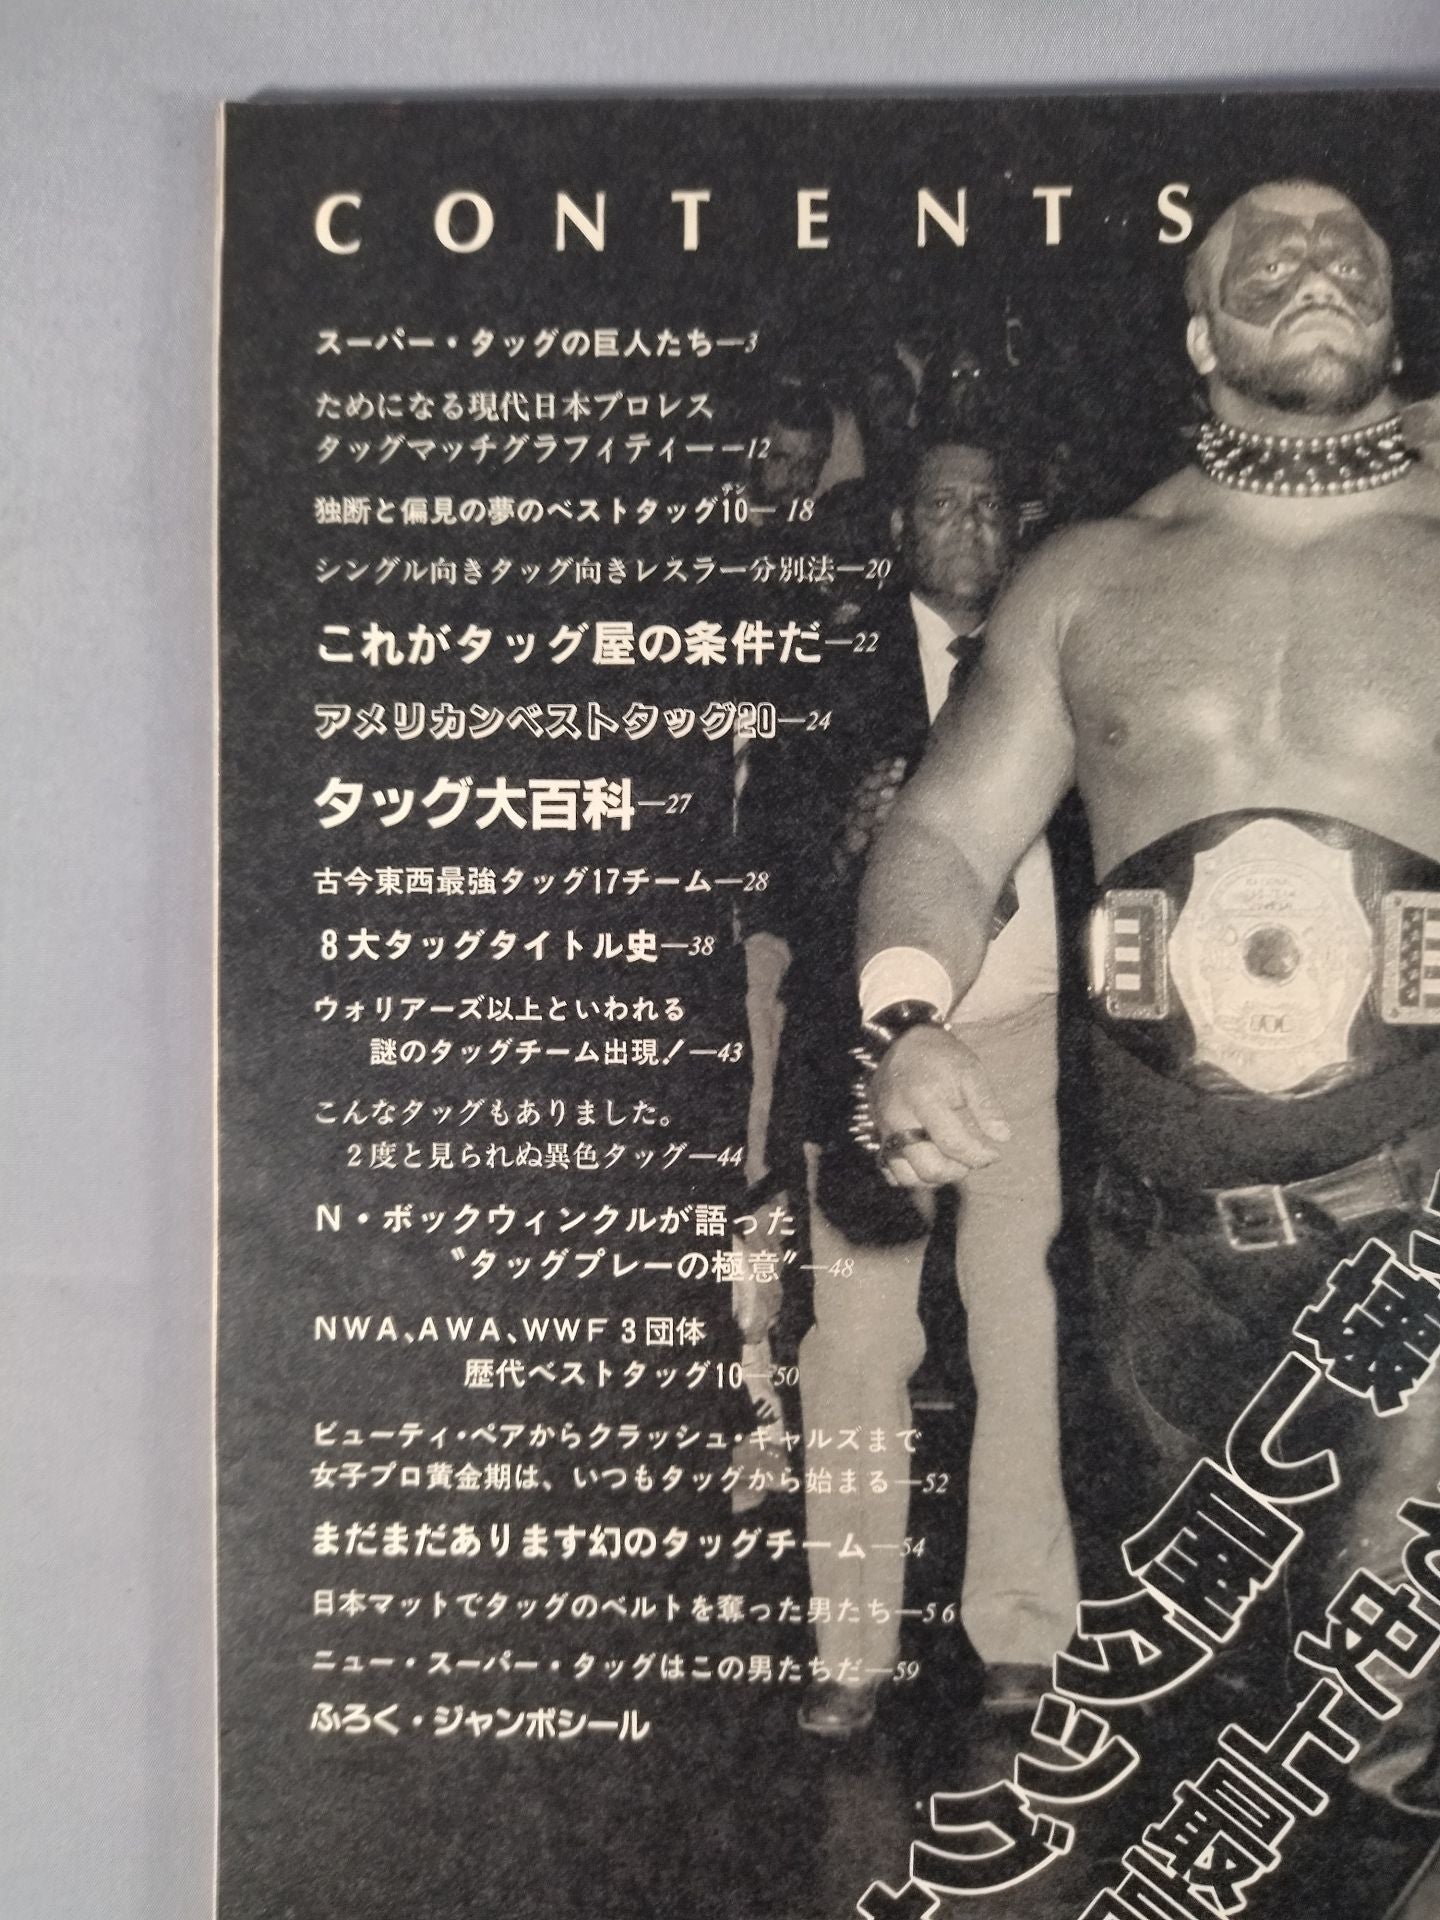 CONTENTS
スーパー・タッグの巨人たち—3
ためになる現代日本プロレス
タッグマッチグラフィティー—12
独断と偏見の夢のベストタッグ10テン—18
シングル向きタッグ向きレスラー分別法—20
これがタッグ屋の条件だ—22
アメリカンベストタッグ20—24
タッグ大百科—27
古今東西最強タッグ17チーム—28
8大タッグタイトル史—38
ウォリアーズ以上といわれる
謎のタッグチーム出現!—43
こんなタッグもありました。
2度と見られぬ異色タッグ—44
N・ボックウィンクルが語った
〝タッグプレーの極意〟—48
NWA、AWA、WWF3団体
歴代ベストタッグ10—50
ビューティ・ペアからクラッシュ・ギャルズまで
女子プロ黄金期は、いつもタッグから始まる—52
まだまだあります幻のタッグチーム—54
日本マットでタッグのベルトを奪った男たち—56
ニュー・スーパー・タッグはこの男たちだ—59
ふろく・ジャンボシール
壊し屋タッグ
史上最